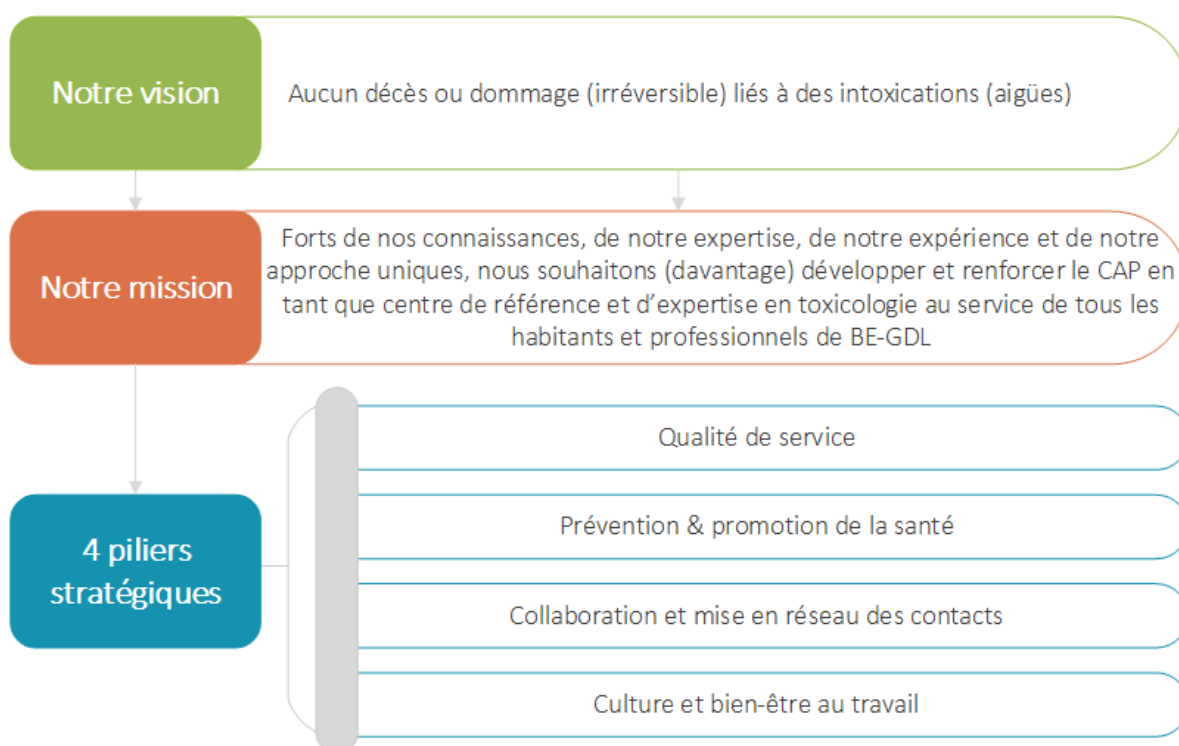 Notre vision
Aucun décès ou dommage (irréversible) liés à des intoxications (aigües)
Notre mission
Forts de nos connaissances, de notre expertise, de notre expérience et de notre
approche uniques, nous souhaitons (davantage) développer et renforcer le CAP en
tant que centre de référence et d’expertise en toxicologie au service de tous les
habitants et professionnels de BE-GDL
4 piliers
stratégiques
Qualité de service
Prévention & promotion de la santé
Collaboration et mise en réseau des contacts
Culture et bien-être au travail